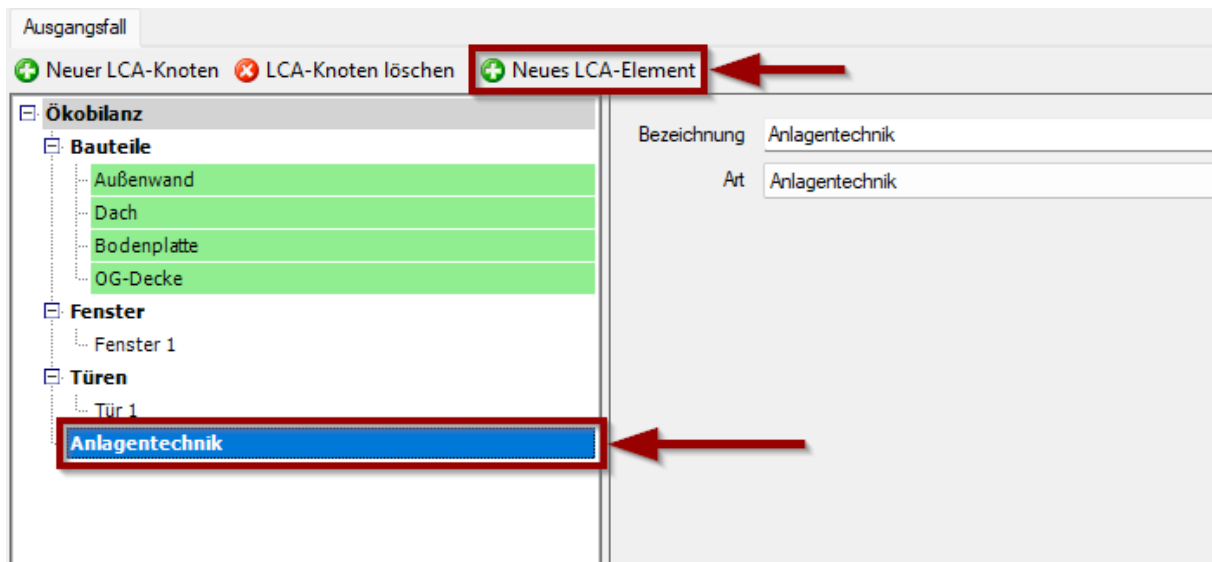 Ausgangsfall
Neuer LCA-Knoten LCA-Knoten löschen Neues LCA-Element
Ökobilanz
Bauteile
Außenwand
Dach
Bodenplatte
OG-Decke
Fenster
Fenster 1
Türen
Tür 1
Anlagentechnik
Bezeichnung Anlagentechnik
Art Anlagentechnik